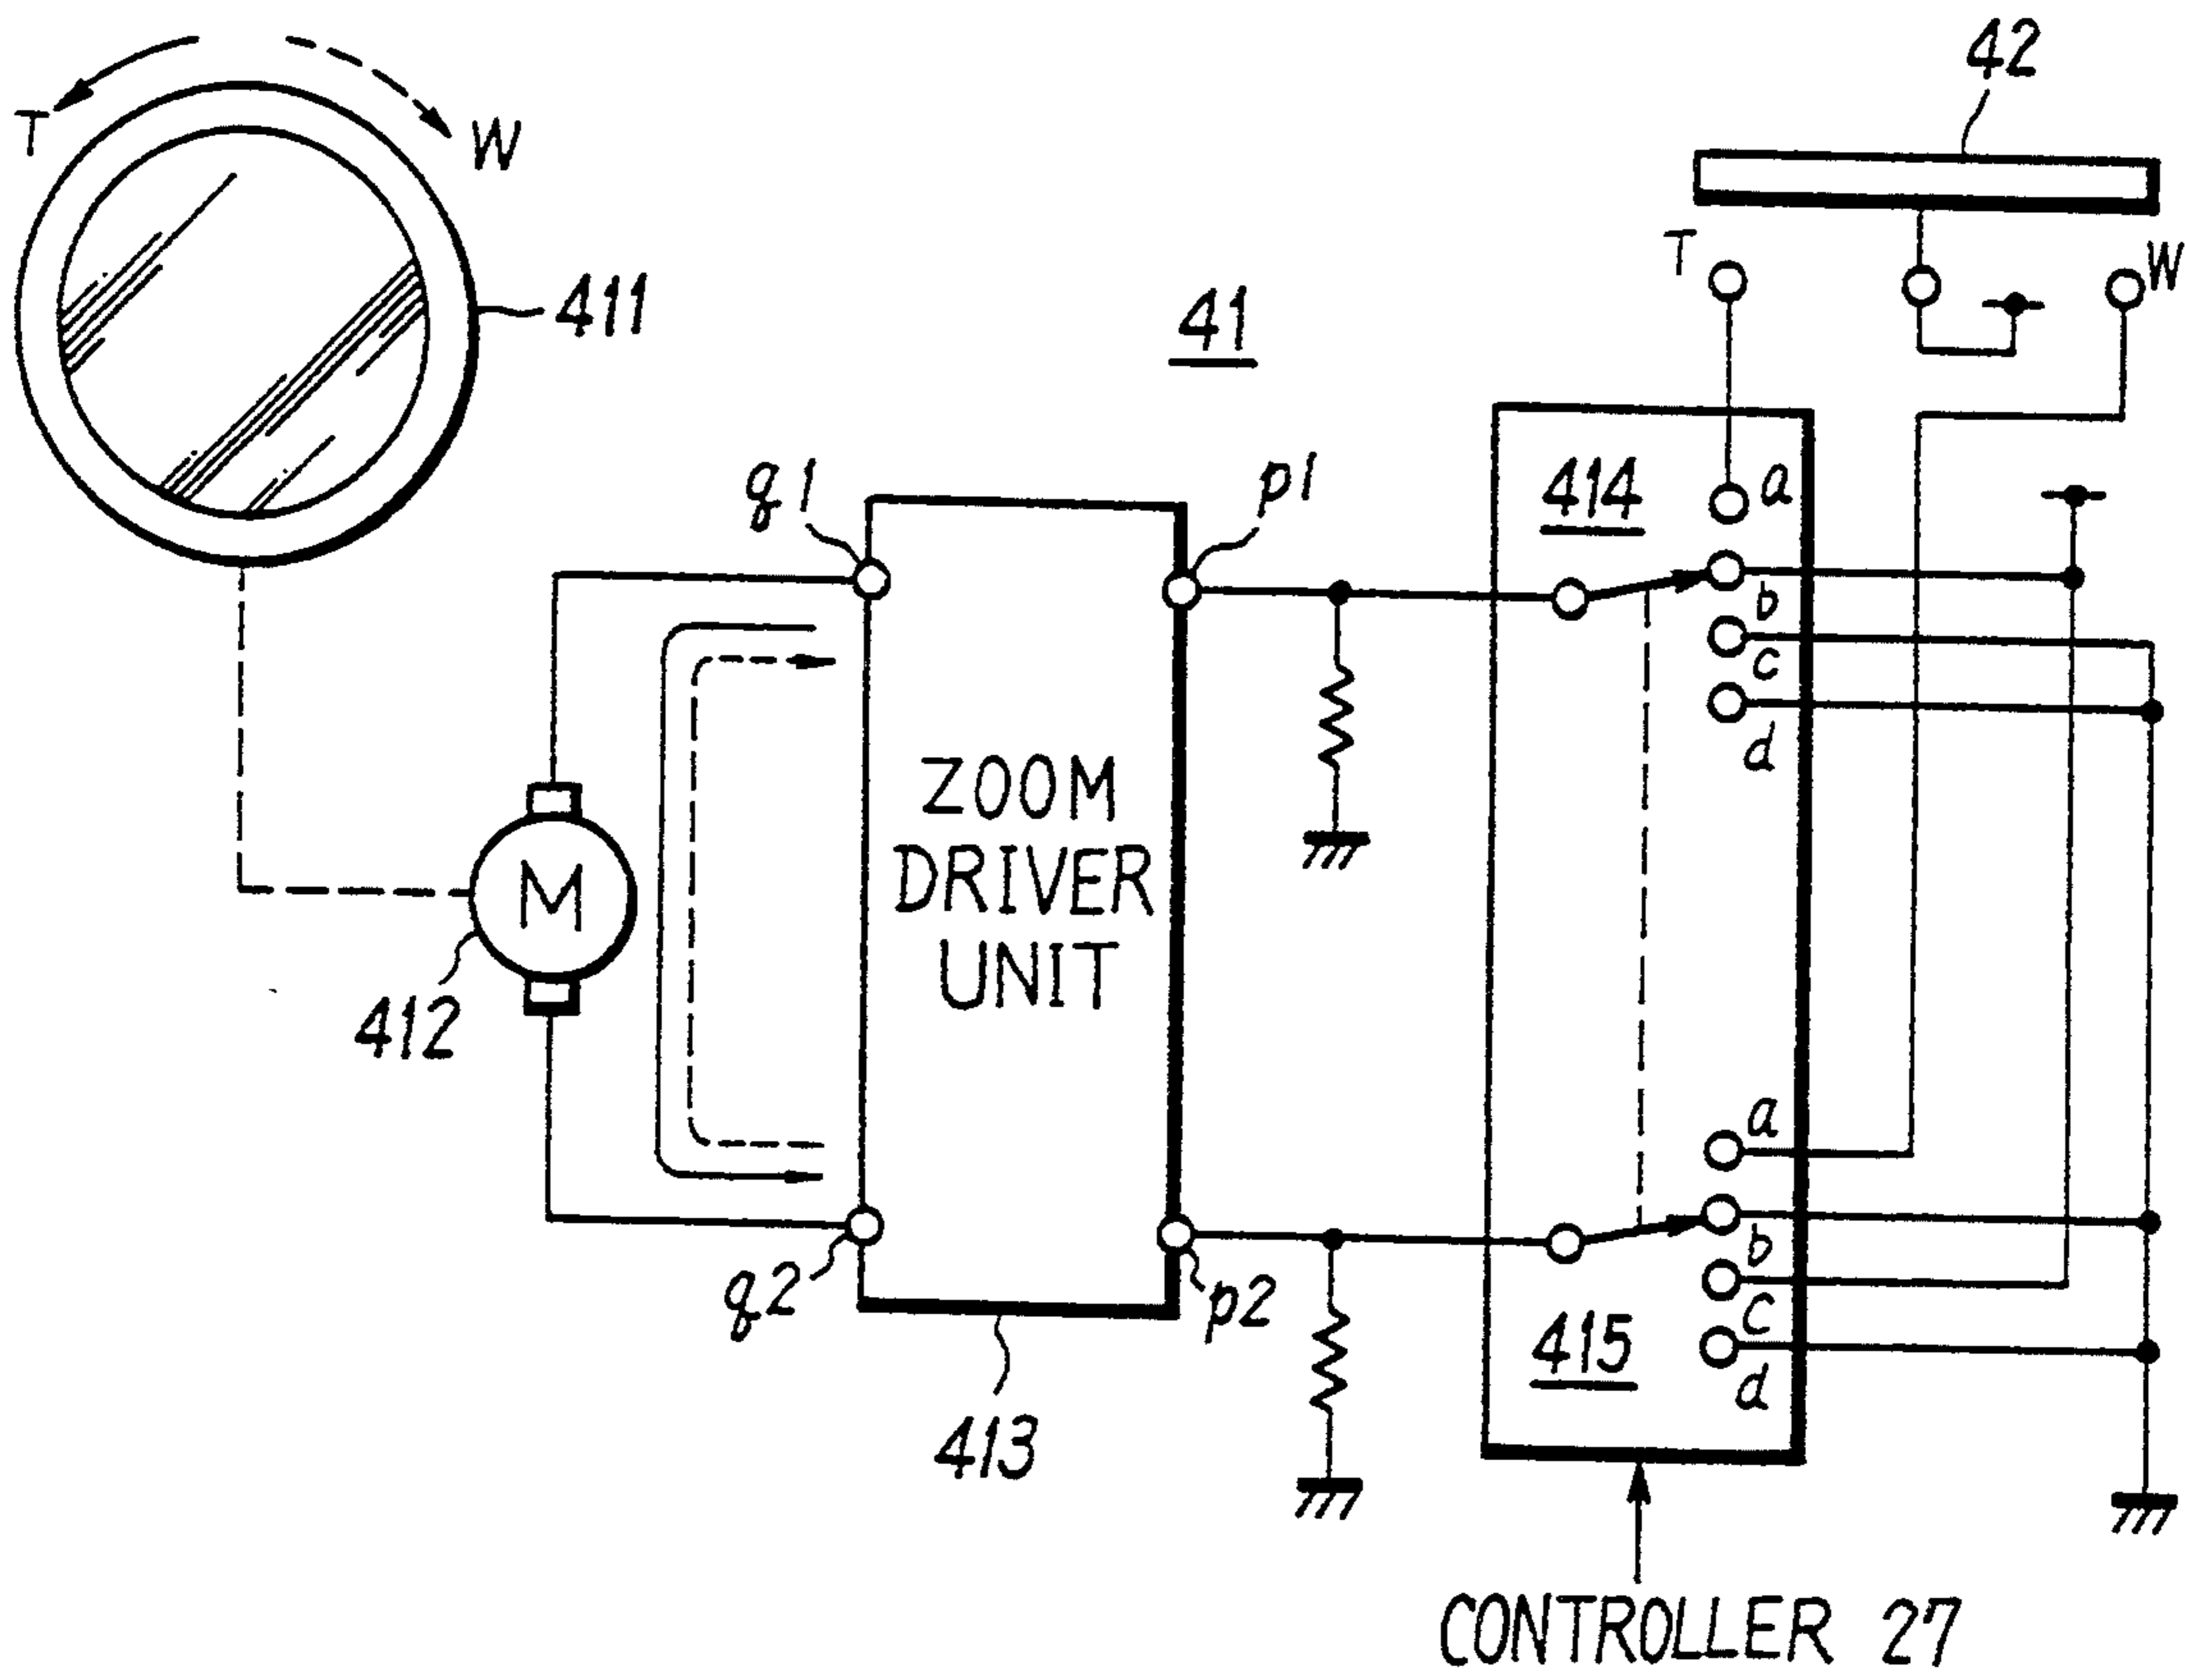 42
T
W
T
W
411
41
q1
p1
414
a
b
c
d
ZOOM
DRIVER
UNIT
M
412
a
b
c
d
q2
p2
415
413
CONTROLLER 27